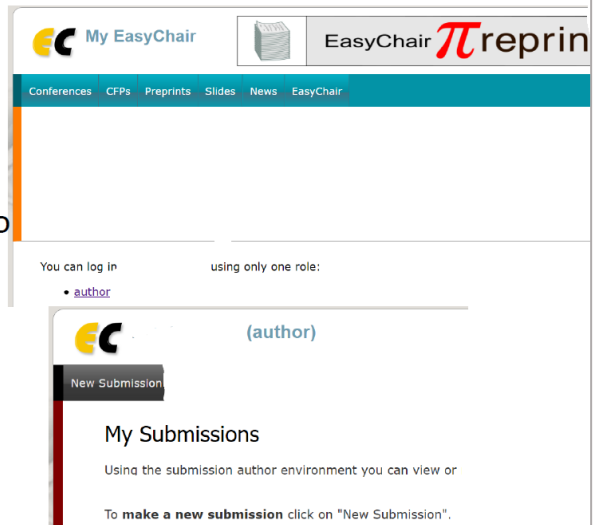 EC My EasyChair
EasyChair πreprin
Conferences CFPs Preprints Slides News EasyChair
o
You can log in using only one role:
• author
EC (author)
New Submission
My Submissions
Using the submission author environment you can view or
To make a new submission click on "New Submission".